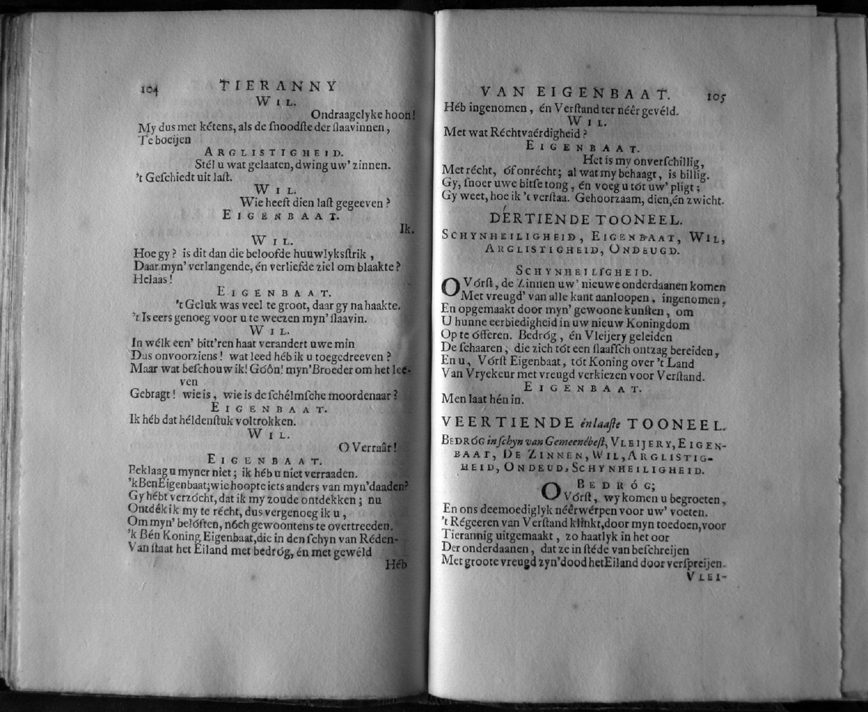 104 TIERANNY
WIL.
Ondraagelyke hoon!
My dus met kétens, als de snoodste der slaavinnen,
Te boeijen
ARGLISTIGHEID.
Stél u wat gelaaten, dwing uw' zinnen.
't Geschiedt uit last.
WIL.
Wie heeft dien last gegeeven?
EIGENBAAT.
Ik.
WIL.
Hoe gy? is dit dan die beloofde huuwlyksstrik,
Daar myn' verlangende, én verliefde ziel om blaakte?
Helaas!
EIGENBAAT.
't Geluk was veel te groot, daar gy na haakte.
't Is eers genoeg voor u te weezen myn' slaavin.
WIL.
In wélk een' bitt'ren haat verandert uwe min
Dus onvoorziens! wat leed héb ik u toegedreeven?
Maar wat beschouw ik! Góôn! myn' Broeder om het lee-
ven
Gebragt! wie is, wie is de schélmsche moordenaar?
EIGENBAAT.
Ik héb dat héldenstuk voltrokken.
WIL.
O Verraâr!
EIGENBAAT.
Beklaag u myner niet; ik héb u niet verraaden.
'k Ben Eigenbaat; wie hoopte iets anders van myn' daaden?
Gy hébt verzócht, dat ik my zoude ontdekken; nu
Ontdék ik my te récht, dus vergenoeg ik u,
Om myn' belóften, nóch gewoontens te overtreeden.
'k Bén Koning Eigenbaat, die in den schyn van Réden-
Van staat het Eiland met bedróg, én met gewéld
Héb
VAN EIGENBAAT. 105
Héb ingenomen, én Verstand ter néêr gevéld.
WIL.
Met wat Réchtvaérdigheid?
EIGENBAAT.
Het is my onverschillig,
Met récht, óf onrécht; al wat my behaagt, is billig.
Gy, snoer uwe bitse tong, én voeg u tót uw' pligt;
Gy weet, hoe ik 't verstaa. Gehoorzaam, dien, én zwicht.
DERTIENDE TOONEEL.
SCHYNHEILIGHEID, EIGENBAAT, WIL,
ARGLISTIGHEID, ONDEUGD.
SCHYNHEILIGHEID.
O Vórst, de Zinnen uw' nieuwe onderdaanen komen
Met vreugd' van alle kant aanloopen, ingenomen,
En opgemaakt door myn' gewoone kunsten, om
U hunne eerbiedigheid in uw nieuw Koningdom
Op te ófferen. Bedróg, én Vleijery geleiden
De schaaren, die zich tót een slaafsch ontzag bereiden,
En u, Vórst Eigenbaat, tót Koning over 't Land
Van Vryekeur met vreugd verkiezen voor Verstand.
EIGENBAAT.
Men laat hén in.
VEERTIENDE én laaste TOONEEL.
BEDRÓG in schyn van Gemeenébest, VLEIJERY, EIGEN-
BAAT, DE ZINNEN, WIL, ARGLISTIG-
HEID, ONDEUD, SCHYNHEILIGHEID.
BEDRÓG;
O Vórst, wy komen u begroeten,
En ons deemoediglyk néêrwérpen voor uw' voeten.
't Régeeren van Verstand klinkt, door myn toedoen, voor
Tierannig uitgemaakt, zo haatlyk in het oor
Der onderdaanen, dat ze in stéde van beschreijen
Met groote vreugd zyn' dood het Eiland door verspreijen.
VLEI-